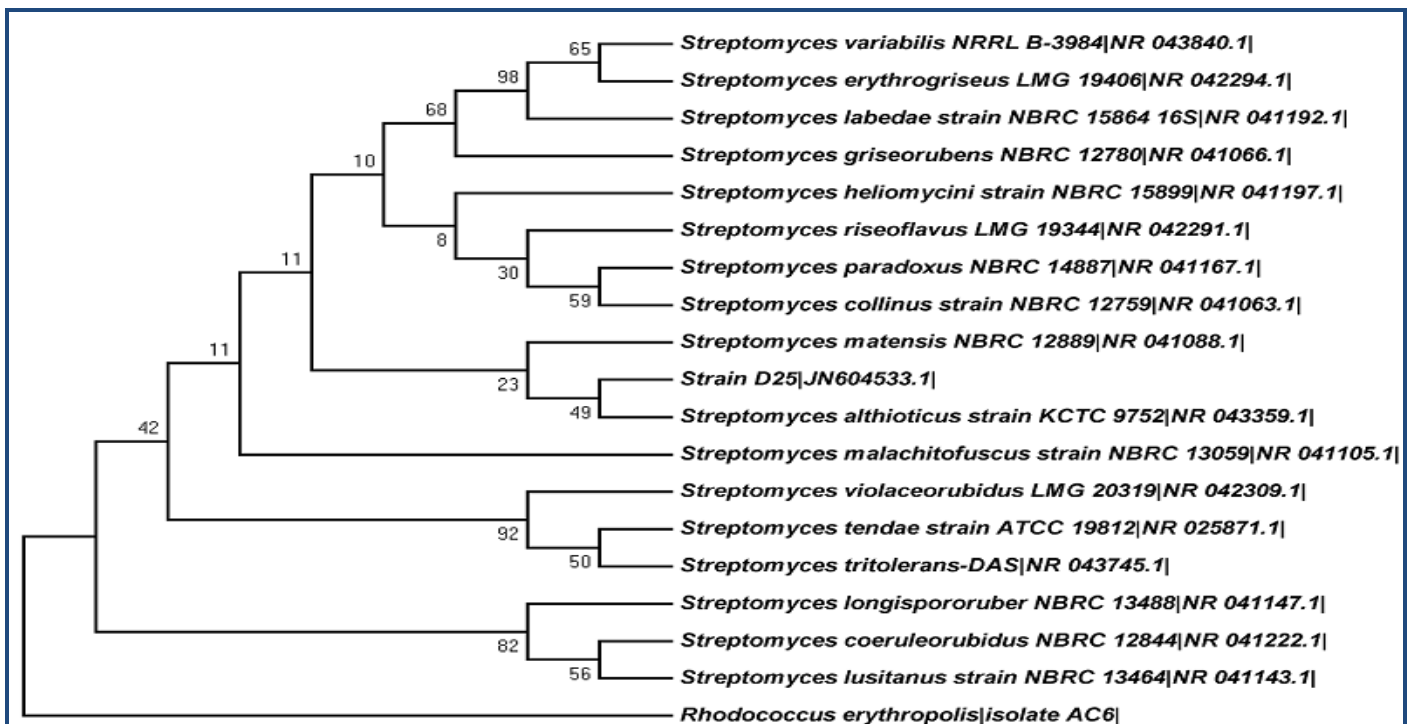 Streptomyces variabilis NRRL B-3984|NR 043840.1|
65
Streptomyces erythrogriseus LMG 19406|NR 042294.1|
98
Streptomyces labedae strain NBRC 15864 16S|NR 041192.1|
68
Streptomyces griseorubens NBRC 12780|NR 041066.1|
10
Streptomyces heliomycini strain NBRC 15899|NR 041197.1|
8
Streptomyces riseoflavus LMG 19344|NR 042291.1|
11
30
Streptomyces paradoxus NBRC 14887|NR 041167.1|
59
Streptomyces collinus strain NBRC 12759|NR 041063.1|
11
Streptomyces matensis NBRC 12889|NR 041088.1|
23
Strain D25|JN604533.1|
49
Streptomyces althioticus strain KCTC 9752|NR 043359.1|
42
Streptomyces malachitofuscus strain NBRC 13059|NR 041105.1|
Streptomyces violaceorubidus LMG 20319|NR 042309.1|
92
Streptomyces tendae strain ATCC 19812|NR 025871.1|
50
Streptomyces tritolerans-DAS|NR 043745.1|
Streptomyces longispororuber NBRC 13488|NR 041147.1|
82
Streptomyces coeruleorubidus NBRC 12844|NR 041222.1|
56
Streptomyces lusitanus strain NBRC 13464|NR 041143.1|
Rhodococcus erythropolis|isolate AC6|